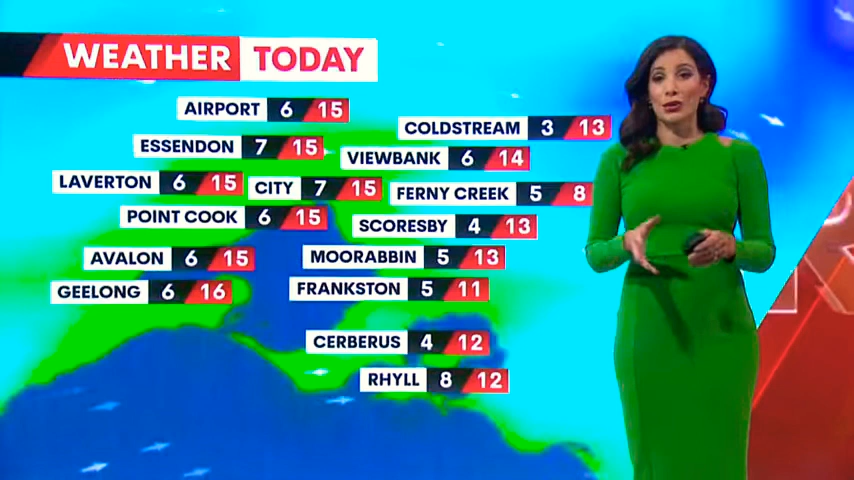 WEATHER TODAY
AIRPORT 6 15
COLDSTREAM 3 13
ESSENDON 7 15
VIEWBANK 6 14
LAVERTON 6 15
CITY 7 15
FERNY CREEK 5 8
POINT COOK 6 15
SCORESBY 4 13
AVALON 6 15
MOORABBIN 5 13
GEELONG 6 16
FRANKSTON 5 11
CERBERUS 4 12
RHYLL 8 12